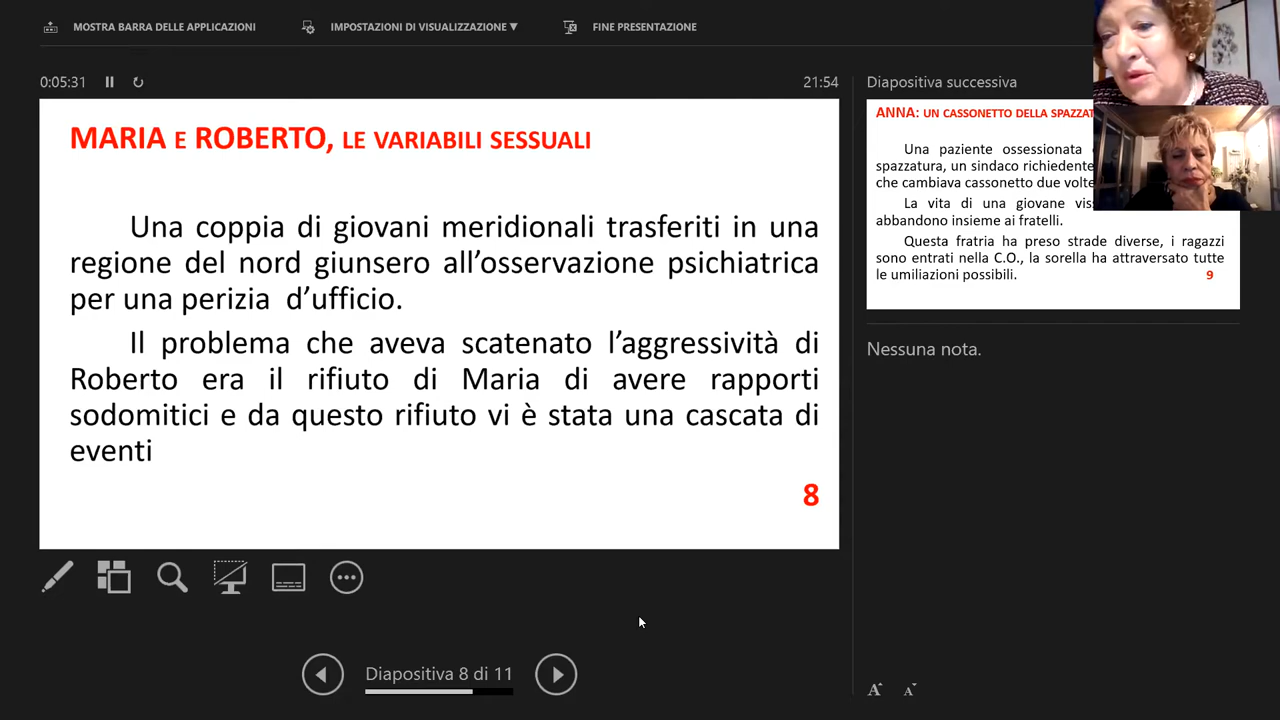 MOSTRA BARRA DELLE APPLICAZIONI
IMPOSTAZIONI DI VISUALIZZAZIONE ▼
FINE PRESENTAZIONE
0:05:31
21:54
MARIA E ROBERTO, LE VARIABILI SESSUALI
Una coppia di giovani meridionali trasferiti in una
regione del nord giunsero all'osservazione psichiatrica
per una perizia d'ufficio.
Il problema che aveva scatenato l'aggressività di
Roberto era il rifiuto di Maria di avere rapporti
sodomitici e da questo rifiuto vi è stata una cascata di
eventi
8
Diapositiva 8 di 11
Diapositiva successiva
ANNA: UN CASSONETTO DELLA SPAZZAT
Una paziente ossessionata
spazzatura, un sindaco richiedente
che cambiava cassonetto due volte
La vita di una giovane viss
abbandono insieme ai fratelli.
Questa fratria ha preso strade diverse, i ragazzi
sono entrati nella C.O., la sorella ha attraversato tutte
le umiliazioni possibili.
9
Nessuna nota.
A A